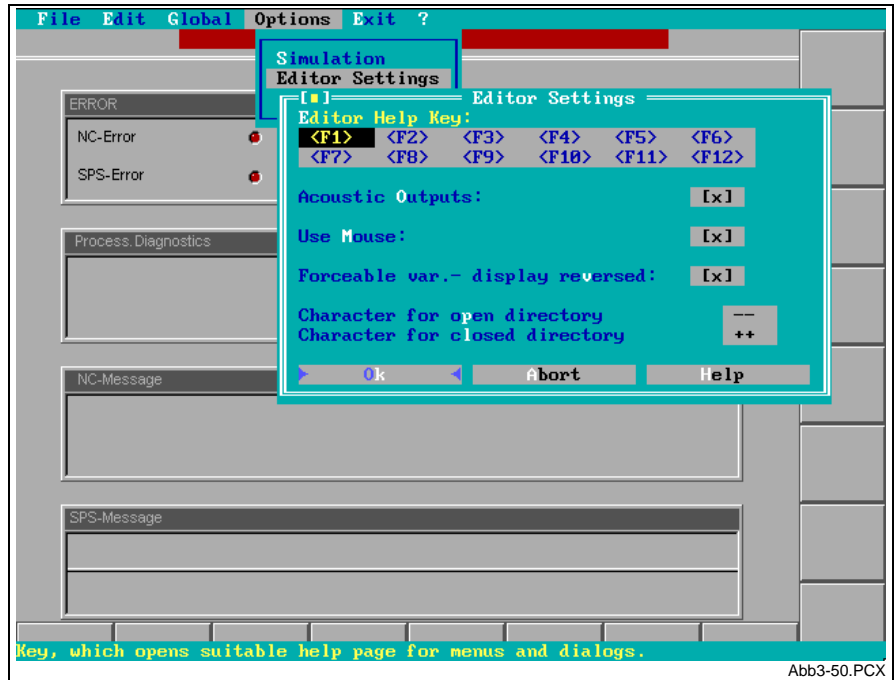 File Edit Global Options Exit ?
Simulation
Editor Settings
[■] Editor Settings
Editor Help Key:
<F1> <F2> <F3> <F4> <F5> <F6>
<F7> <F8> <F9> <F10> <F11> <F12>
Acoustic Outputs: [x]
Use Mouse: [x]
Forceable var.- display reversed: [x]
Character for open directory --
Character for closed directory ++
Ok Abort Help
ERROR
NC-Error
SPS-Error
Process.Diagnostics
NC-Message
SPS-Message
Key, which opens suitable help page for menus and dialogs.
Abb3-50.PCX